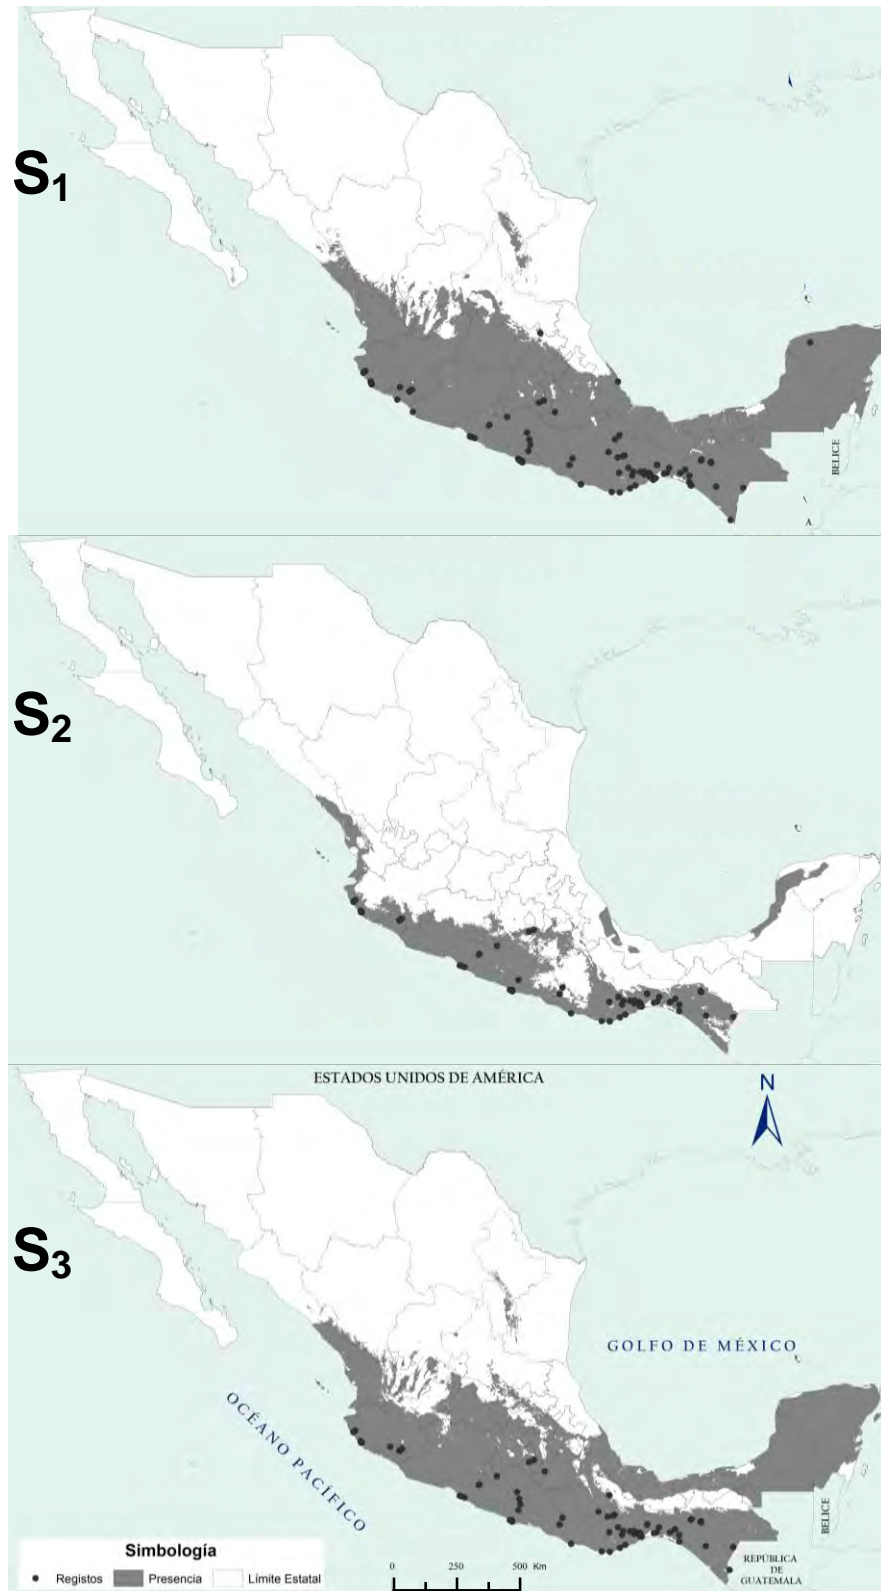 S1
BELICE
A
S2
ESTADOS UNIDOS DE AMÉRICA
N
S3
GOLFO DE MÉXICO
OCÉANO PACÍFICO
BELICE
Simbología
Registos Presencia Límite Estatal
0 250 500 Km
REPÚBLICA
DE
GUATEMALA